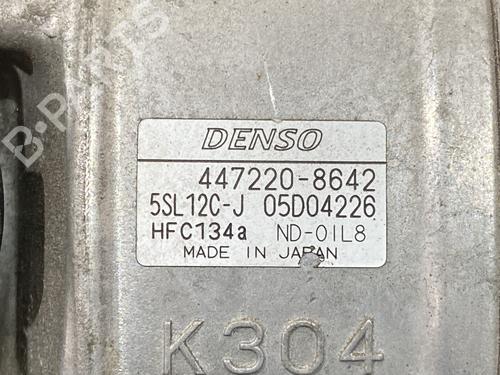 B-PARTS
DENSO
447220-8642
5SL12C-J 05D04226
HFC134a ND-OIL8
MADE IN JAPAN
K304